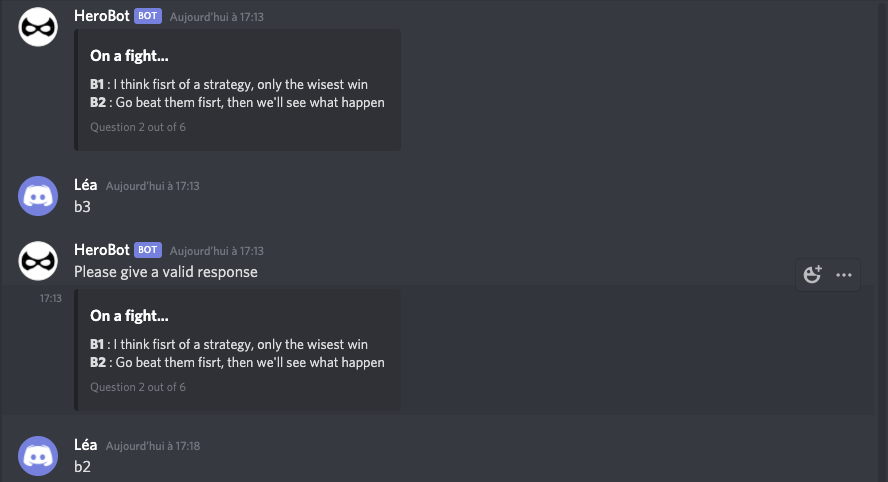 HeroBot BOT Aujourd'hui à 17:13
On a fight...
B1 : I think fisrt of a strategy, only the wisest win
B2 : Go beat them fisrt, then we'll see what happen
Question 2 out of 6
Léa Aujourd'hui à 17:13
b3
HeroBot BOT Aujourd'hui à 17:13
Please give a valid response
17:13
On a fight...
B1 : I think fisrt of a strategy, only the wisest win
B2 : Go beat them fisrt, then we'll see what happen
Question 2 out of 6
Léa Aujourd'hui à 17:18
b2